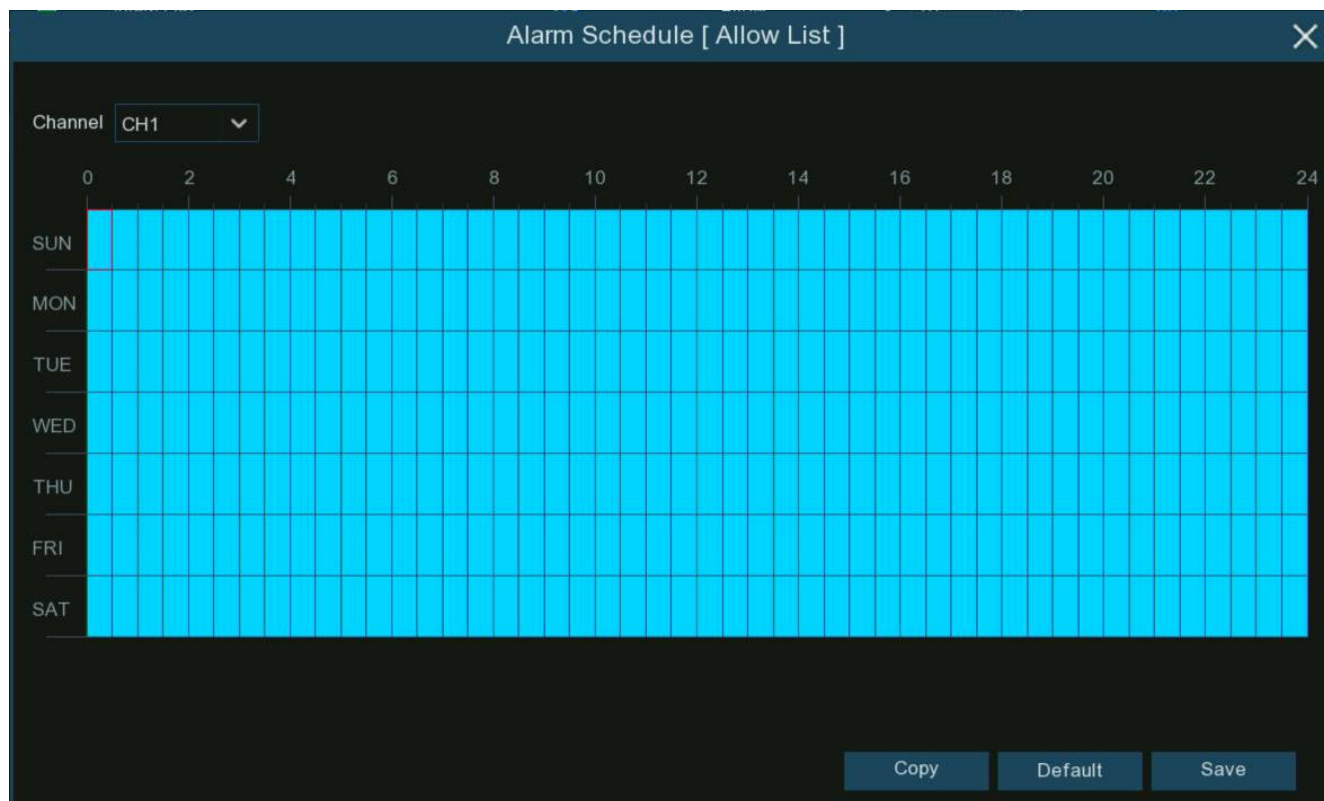 Alarm Schedule [ Allow List ]
Channel CH1
0 2 4 6 8 10 12 14 16 18 20 22 24
SUN
MON
TUE
WED
THU
FRI
SAT
Copy Default Save